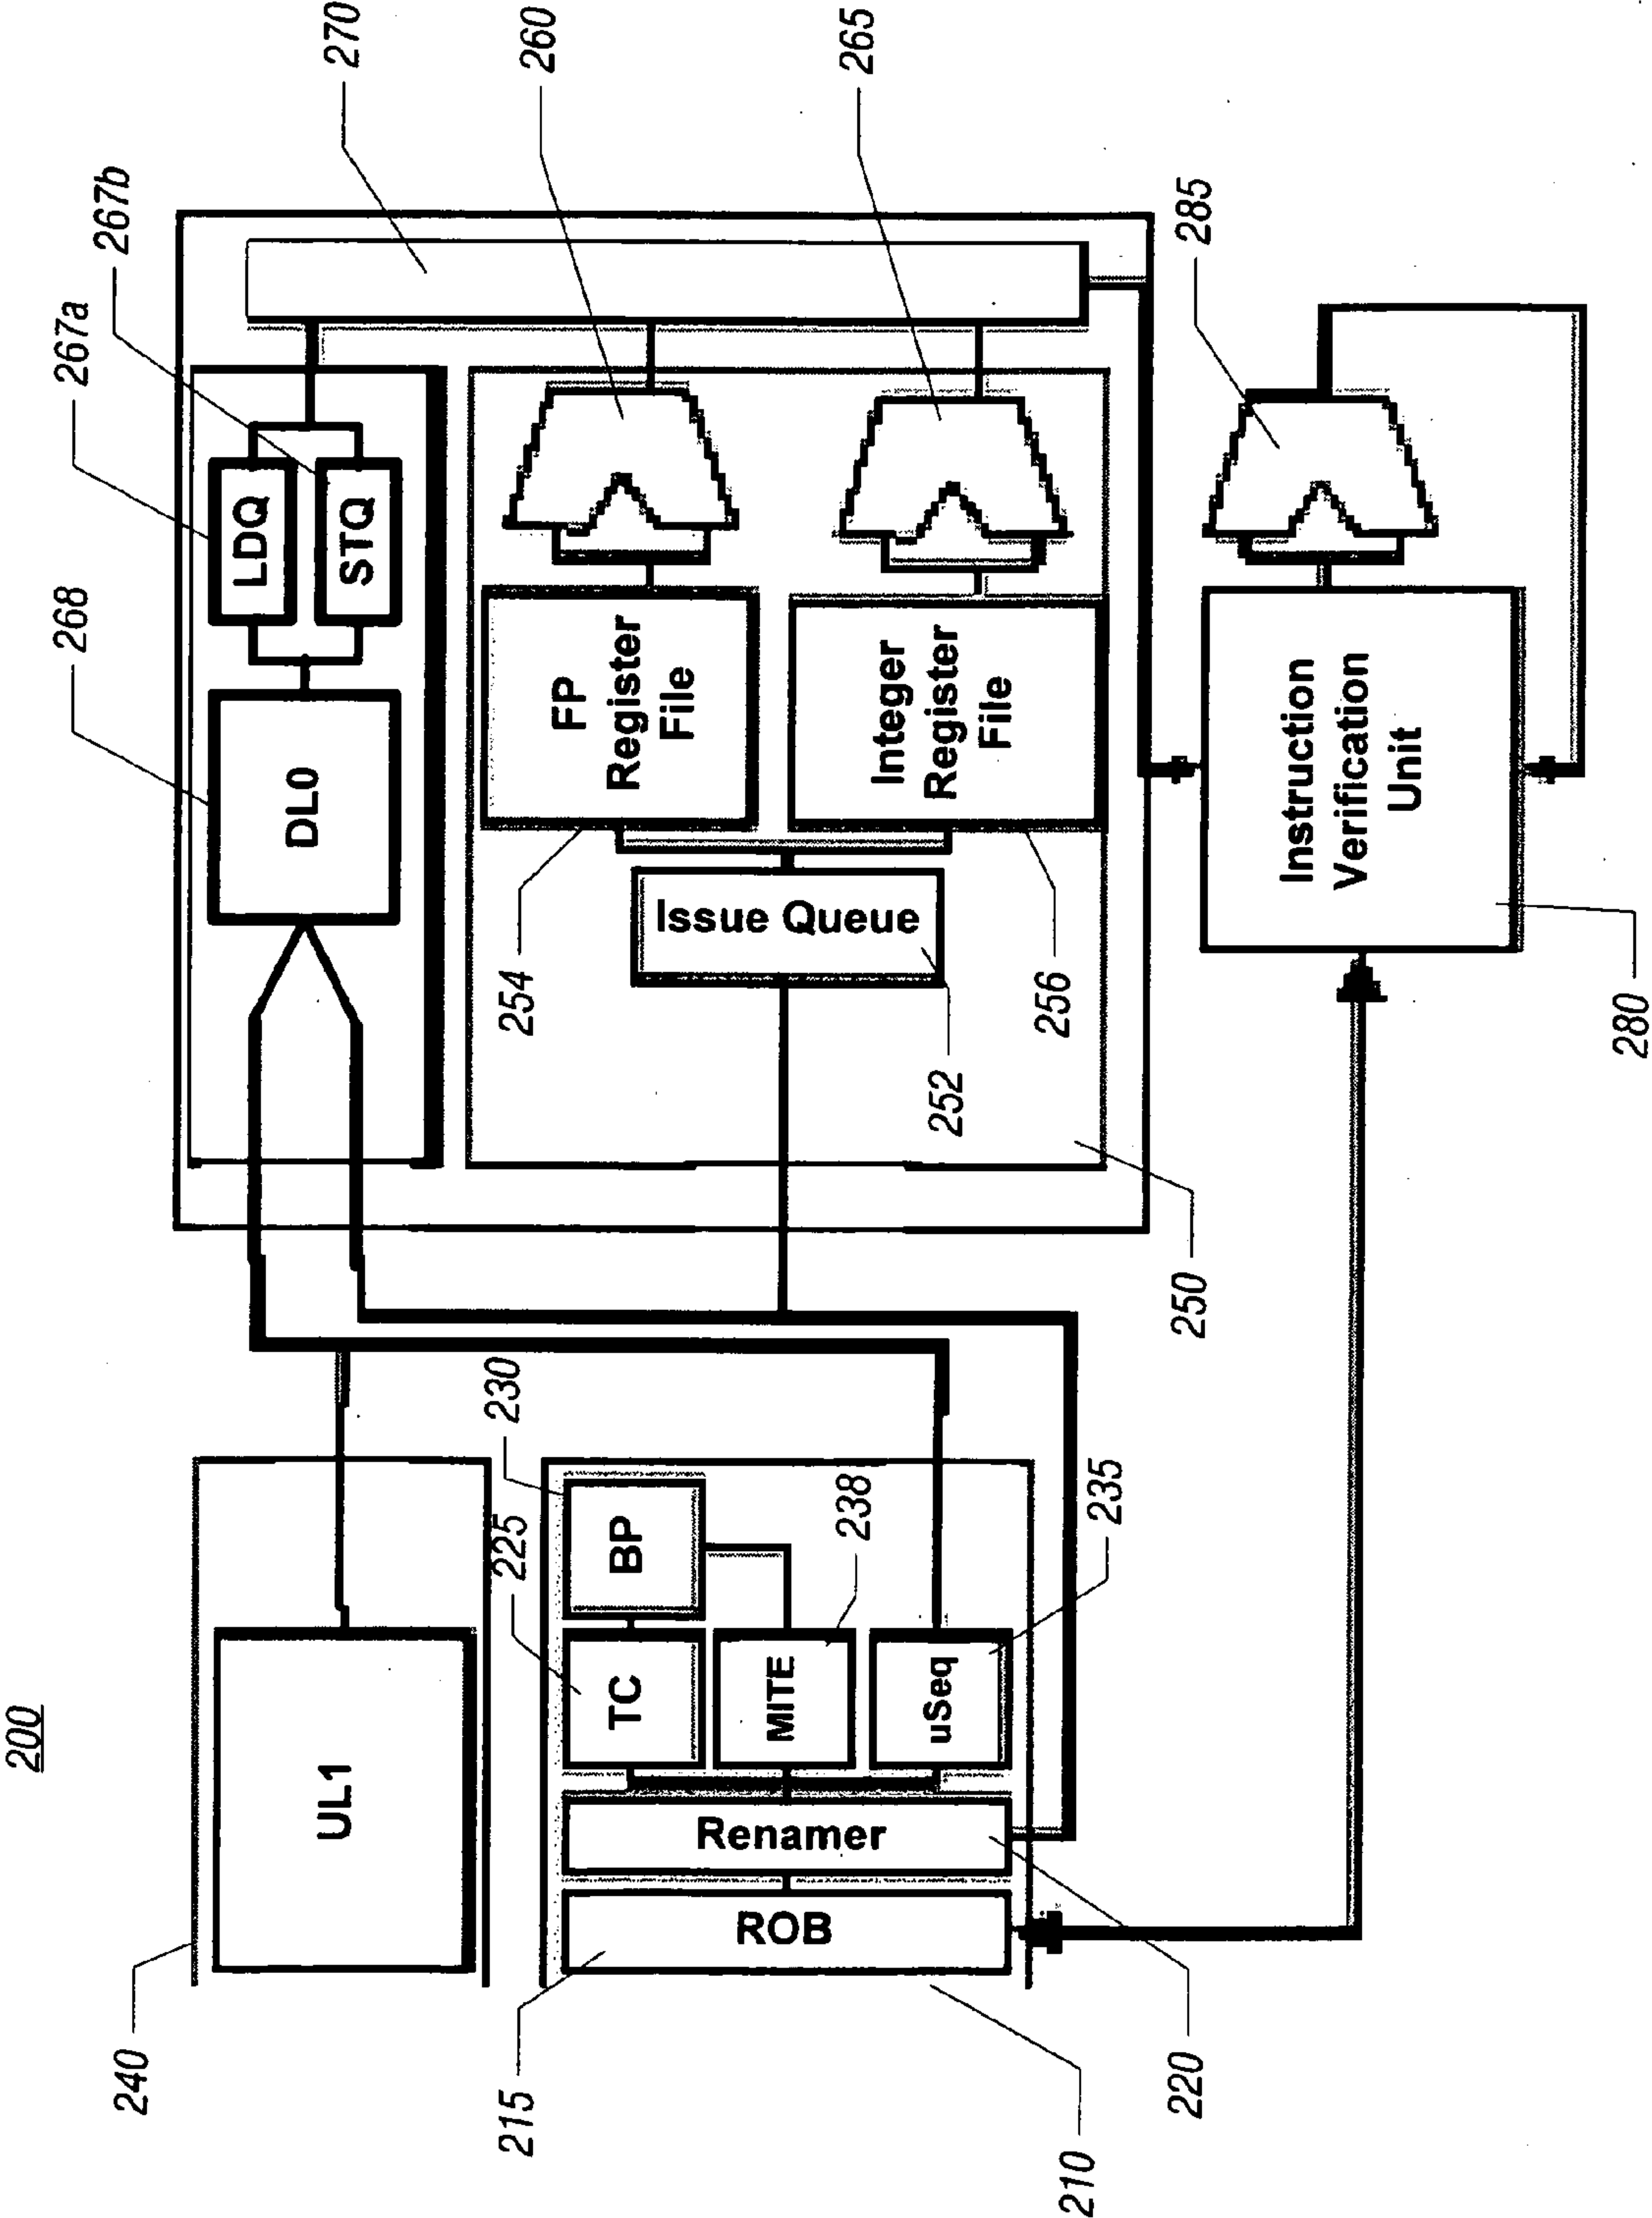 200
240
UL1
215
ROB
210
Renamer
220
TC
225
BP
230
MITE
238
uSeq
235
268
DL0
267a
LDQ
267b
STQ
270
260
265
254
FP
Register
File
Issue Queue
252
256
Integer
Register
File
250
285
Instruction
Verification
Unit
280